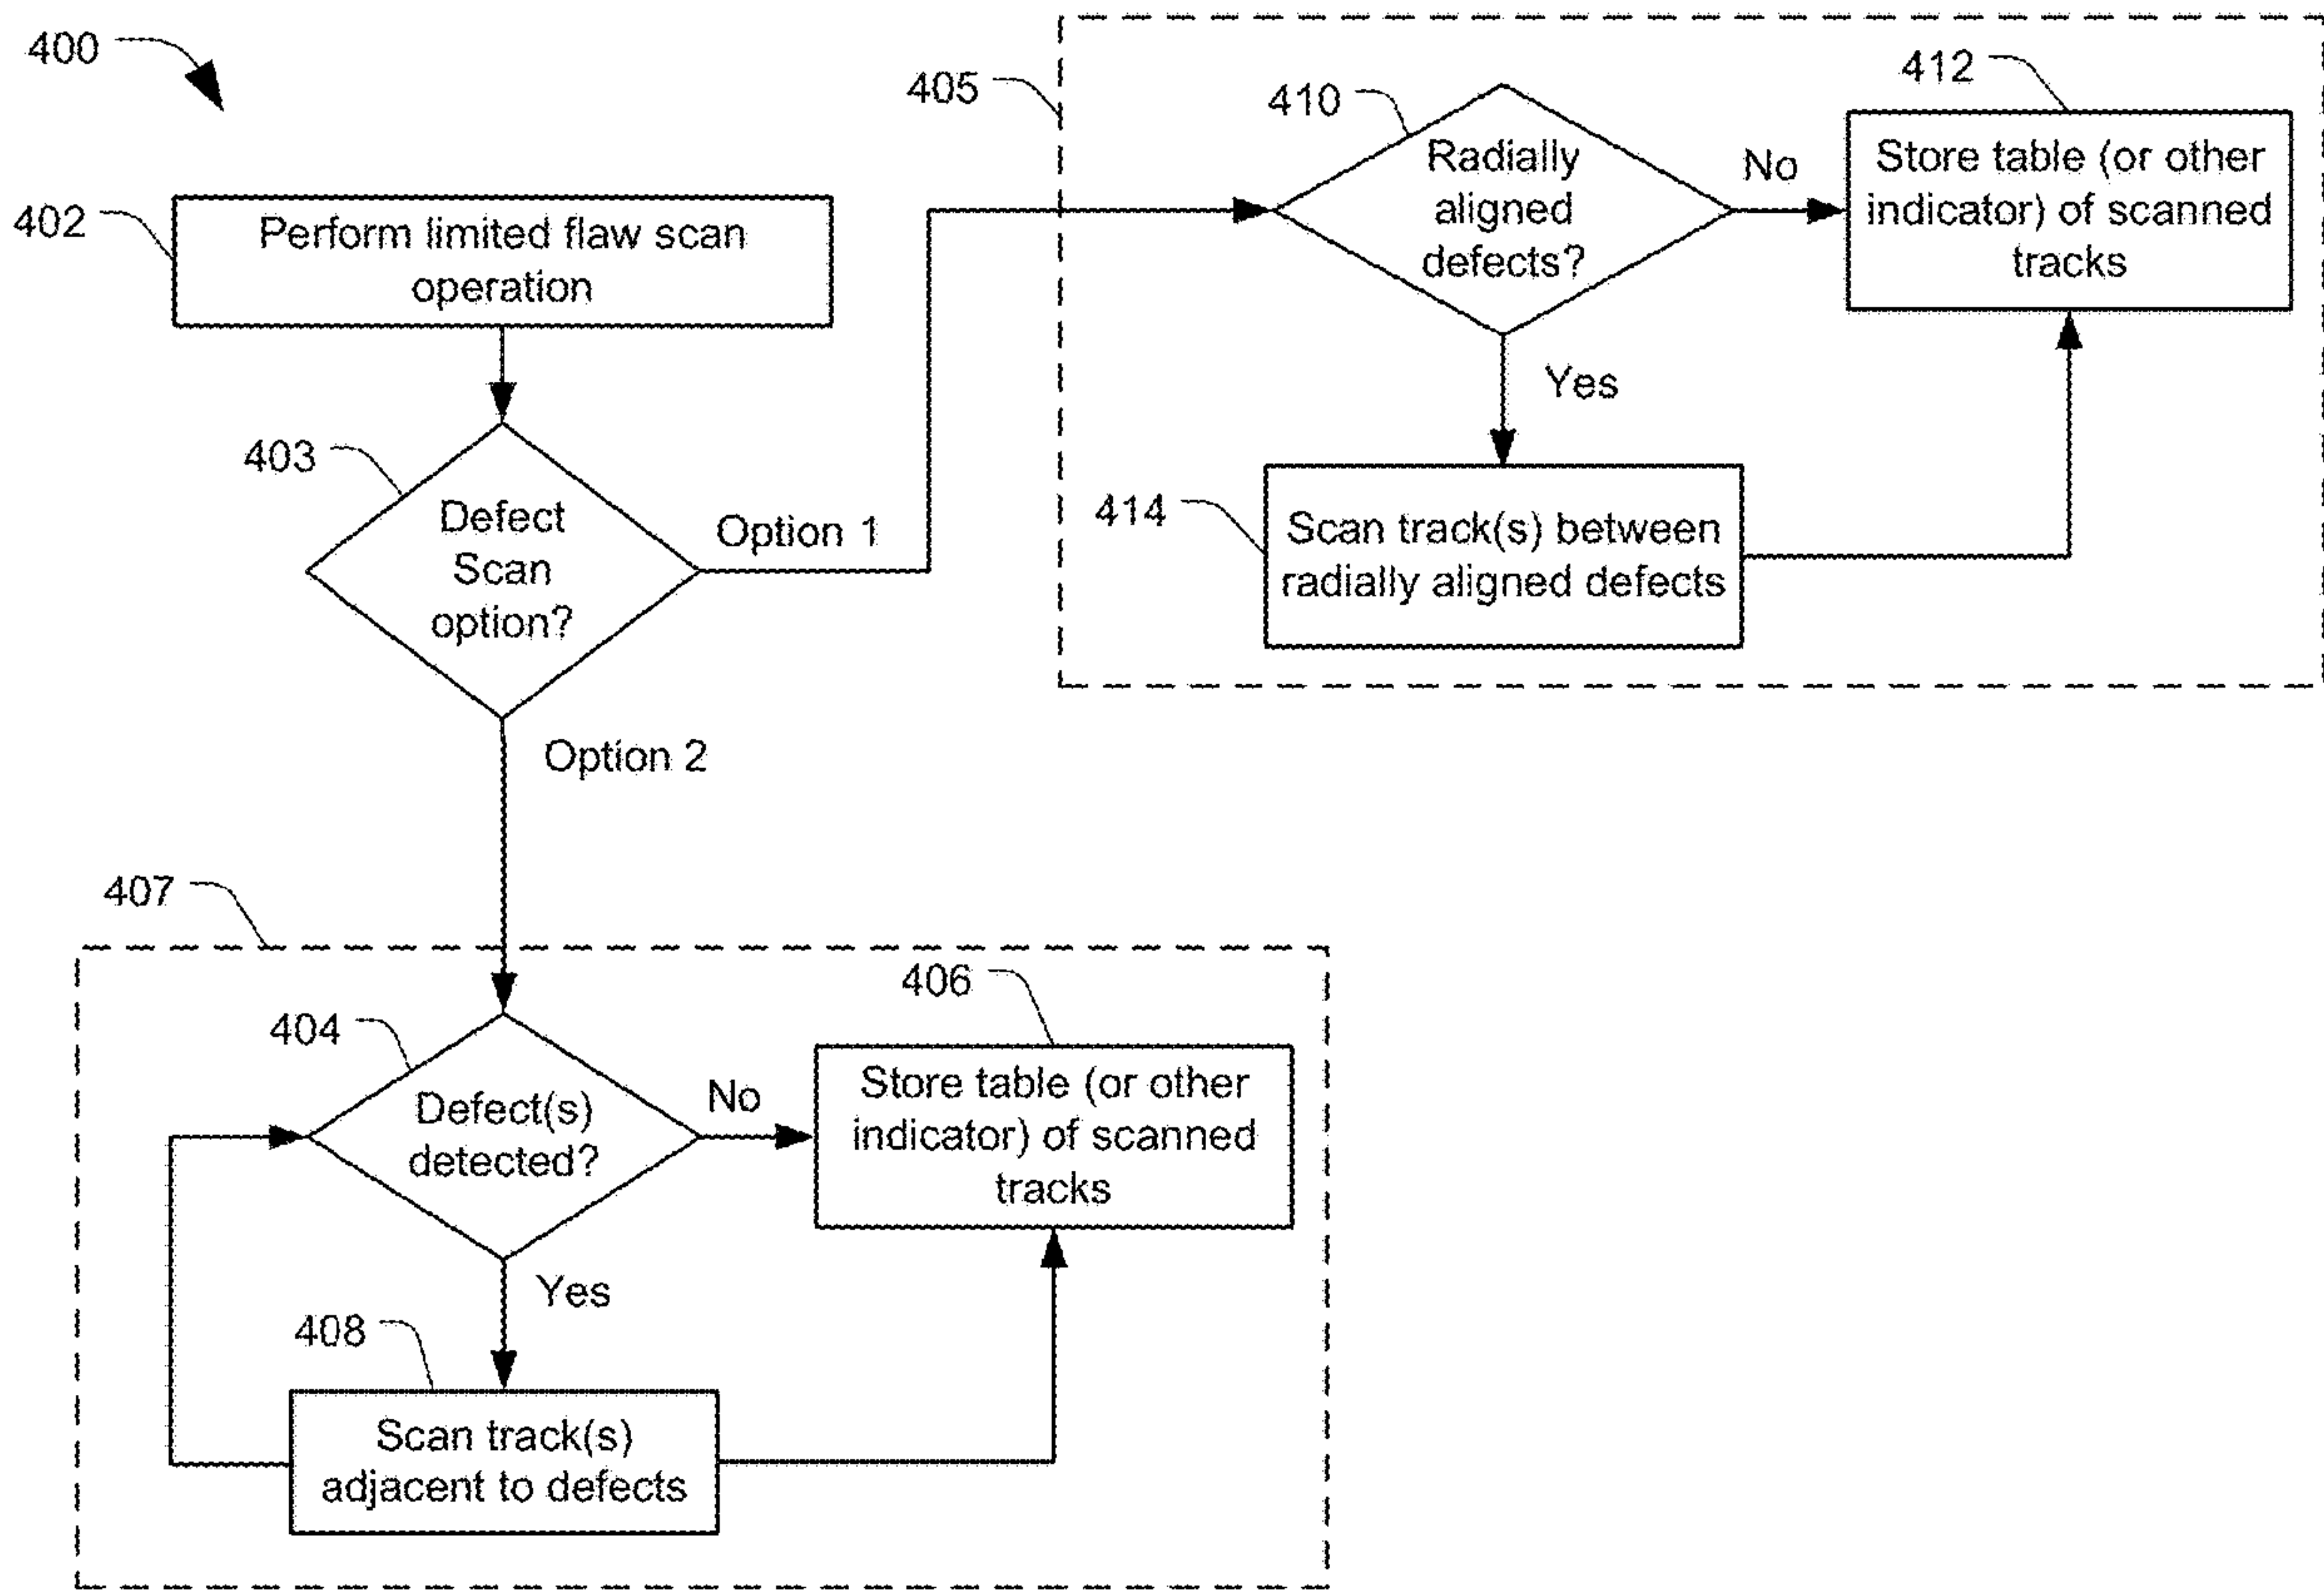 400
402
Perform limited flaw scan
operation
403
Defect
Scan
option?
Option 1
Option 2
405
410
Radially
aligned
defects?
No
412
Store table (or other
indicator) of scanned
tracks
Yes
414
Scan track(s) between
radially aligned defects
407
404
Defect(s)
detected?
No
406
Store table (or other
indicator) of scanned
tracks
Yes
408
Scan track(s)
adjacent to defects